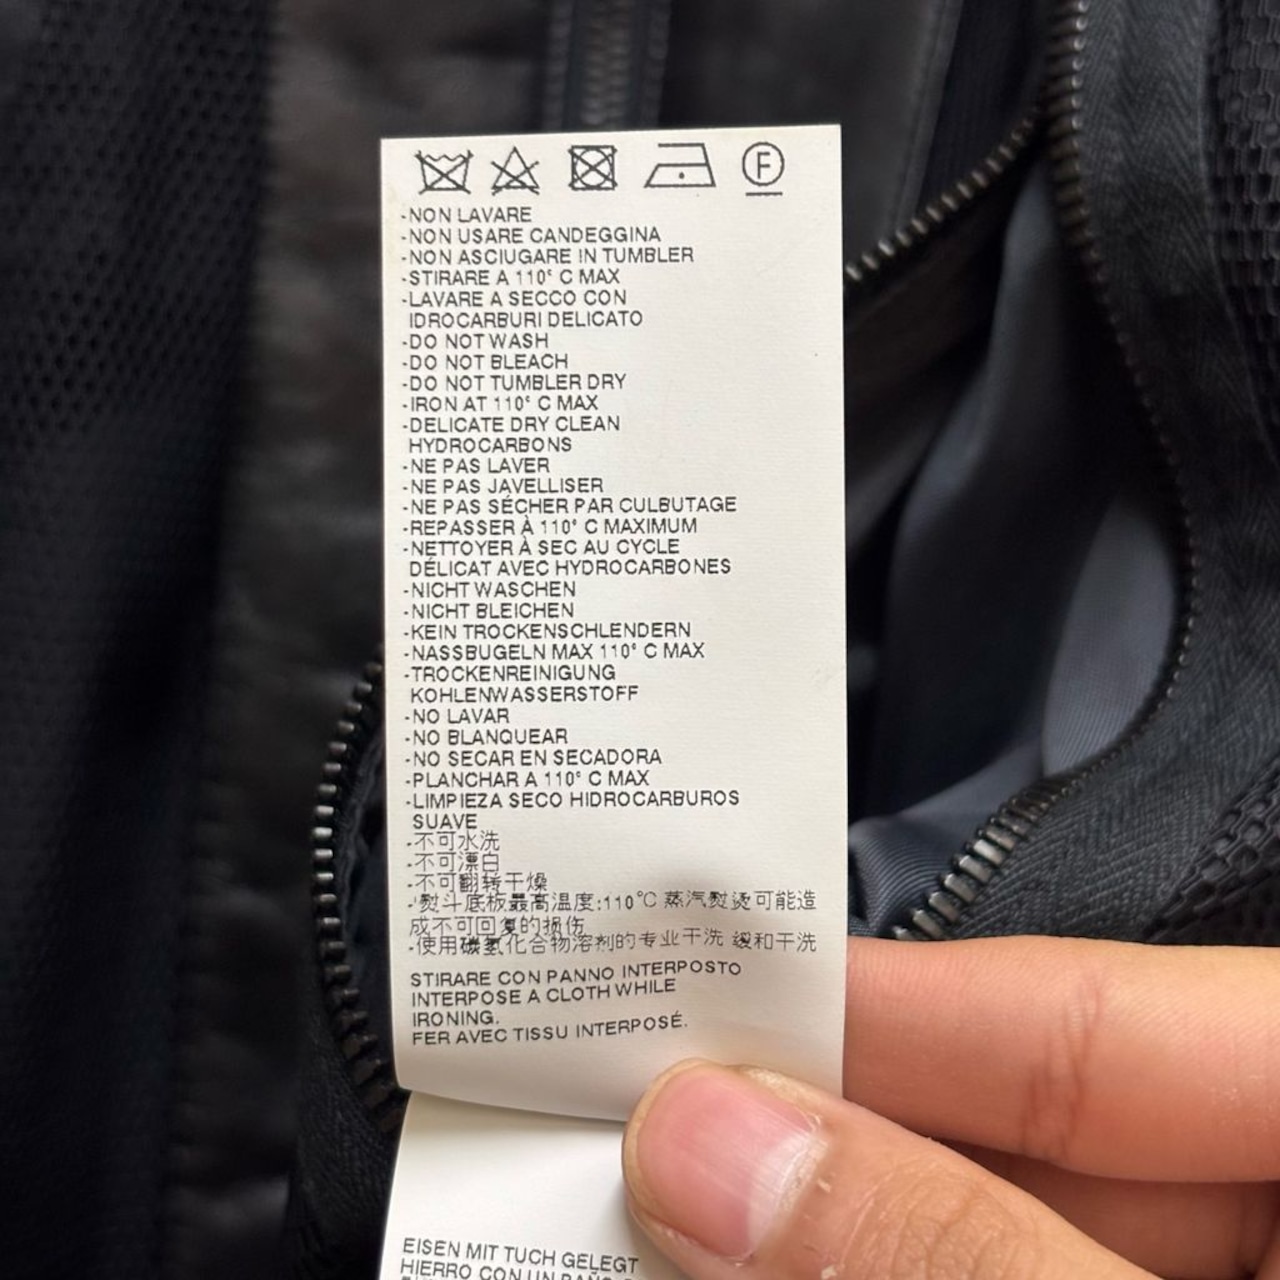 F
-NON LAVARE
-NON USARE CANDEGGINA
-NON ASCIUGARE IN TUMBLER
-STIRARE A 110° C MAX
-LAVARE A SECCO CON
IDROCARBURI DELICATO
-DO NOT WASH
-DO NOT BLEACH
-DO NOT TUMBLER DRY
-IRON AT 110° C MAX
-DELICATE DRY CLEAN
HYDROCARBONS
-NE PAS LAVER
-NE PAS JAVELLISER
-NE PAS SÉCHER PAR CULBUTAGE
-REPASSER À 110° C MAXIMUM
-NETTOYER À SEC AU CYCLE
DÉLICAT AVEC HYDROCARBONES
-NICHT WASCHEN
-NICHT BLEICHEN
-KEIN TROCKENSCHLENDERN
-NASSBUGELN MAX 110° C MAX
-TROCKENREINIGUNG
KOHLENWASSERSTOFF
-NO LAVAR
-NO BLANQUEAR
-NO SECAR EN SECADORA
-PLANCHAR A 110° C MAX
-LIMPIEZA SECO HIDROCARBUROS
SUAVE
-不可水洗
-不可漂白
-不可翻转干燥
-熨斗底板最高温度:110℃ 蒸汽熨烫可能造
成不可回复的损伤
-使用碳氢化合物溶剂的专业干洗 缓和干洗
STIRARE CON PANNO INTERPOSTO
INTERPOSE A CLOTH WHILE
IRONING.
FER AVEC TISSU INTERPOSÉ.
EISEN MIT TUCH GELEGT
HIERRO CON UN